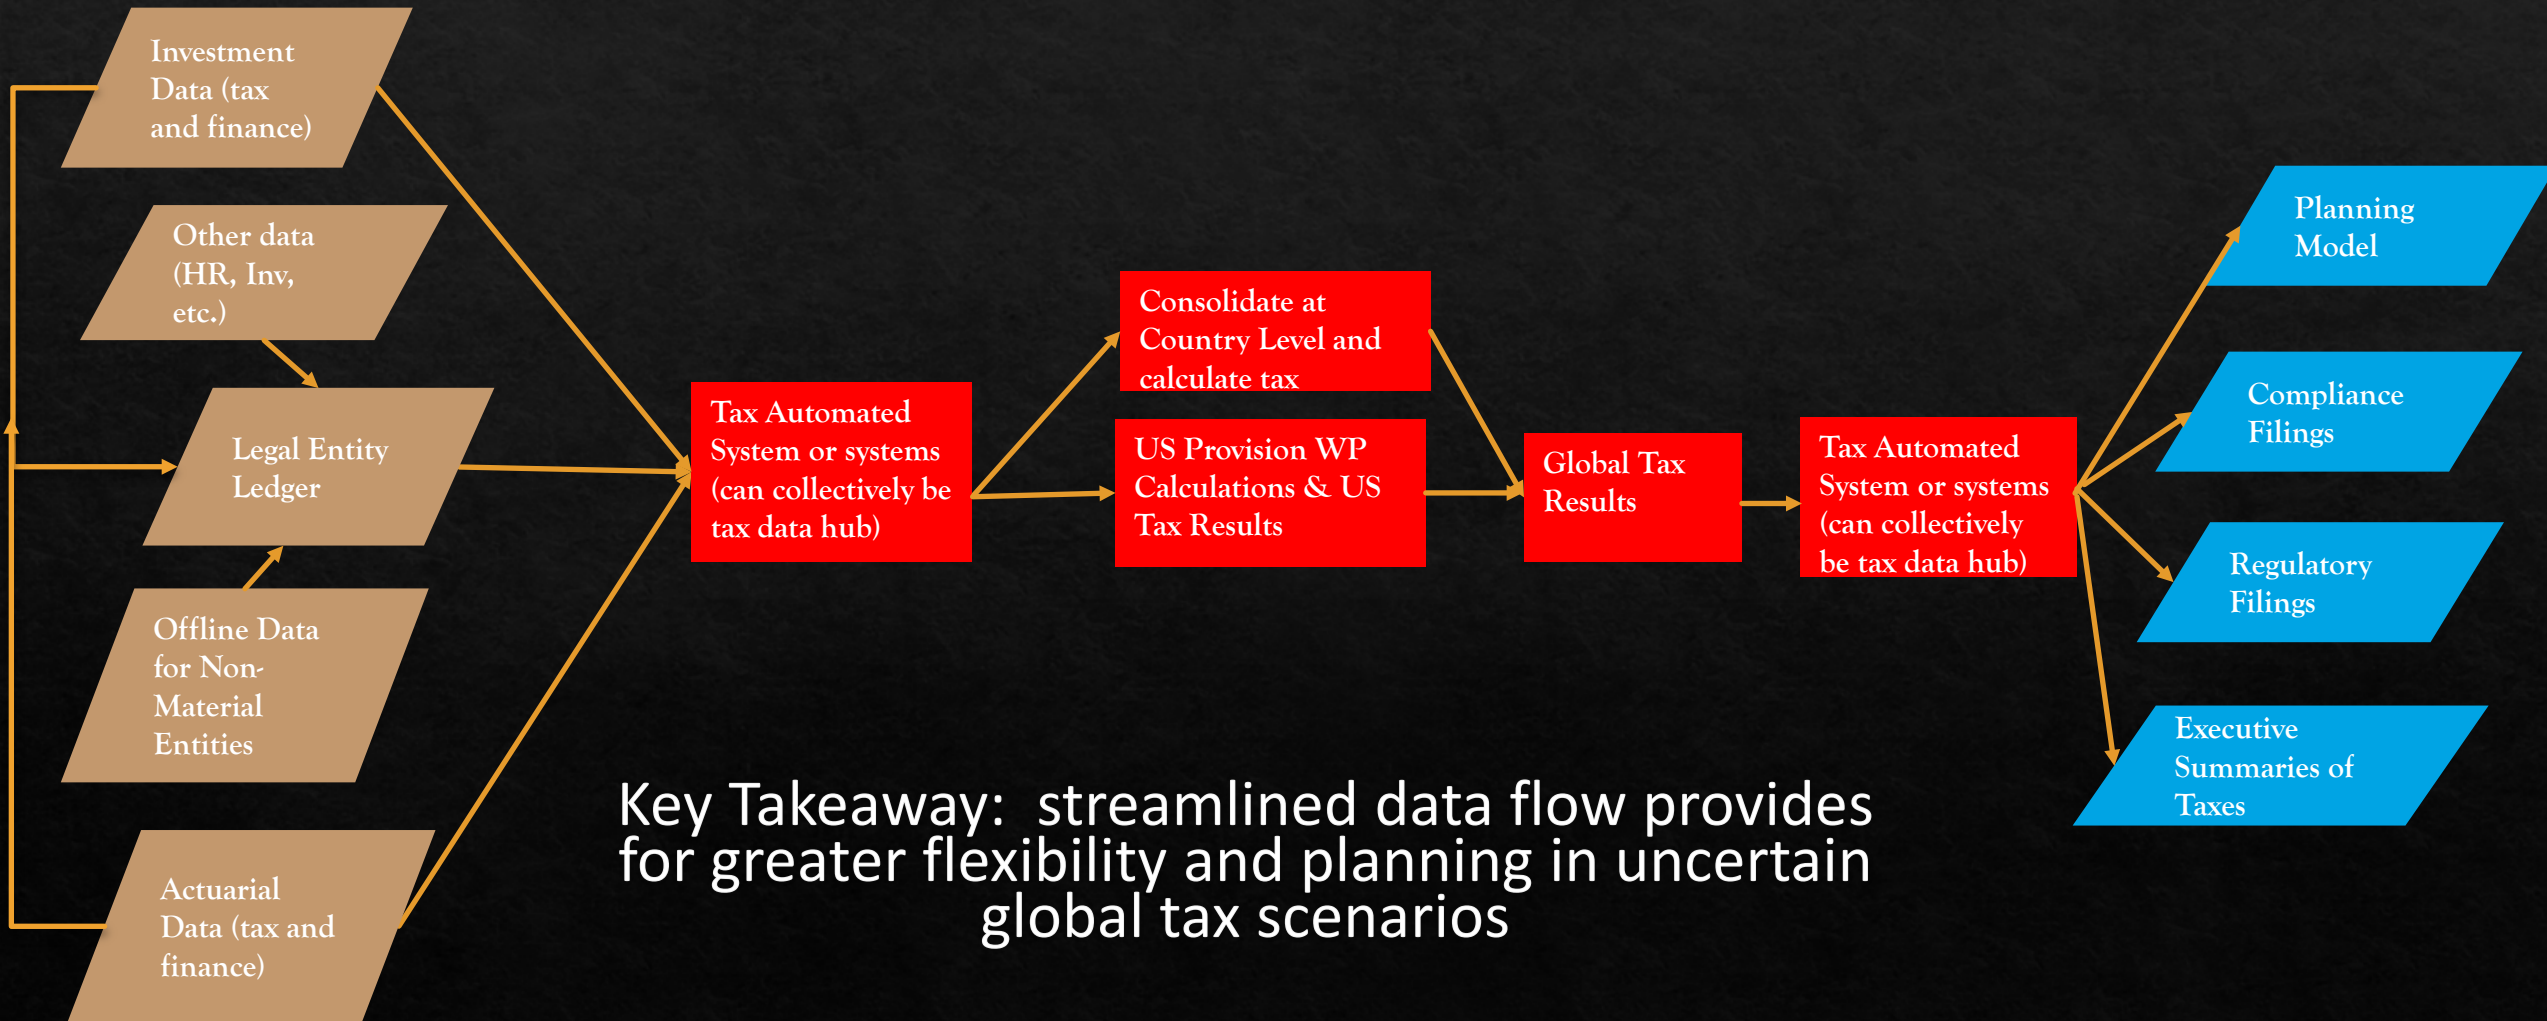 Investment
Data (tax
and finance)
Other data
(HR, Inv,
etc.)
Legal Entity
Ledger
Offline Data
for Non-
Material
Entities
Actuarial
Data (tax and
finance)
Tax Automated
System or systems
(can collectively be
tax data hub)
Consolidate at
Country Level and
calculate tax
US Provision WP
Calculations & US
Tax Results
Global Tax
Results
Tax Automated
System or systems
(can collectively
be tax data hub)
Planning
Model
Compliance
Filings
Regulatory
Filings
Executive
Summaries of
Taxes
Key Takeaway:  streamlined data flow provides
for greater flexibility and planning in uncertain
global tax scenarios